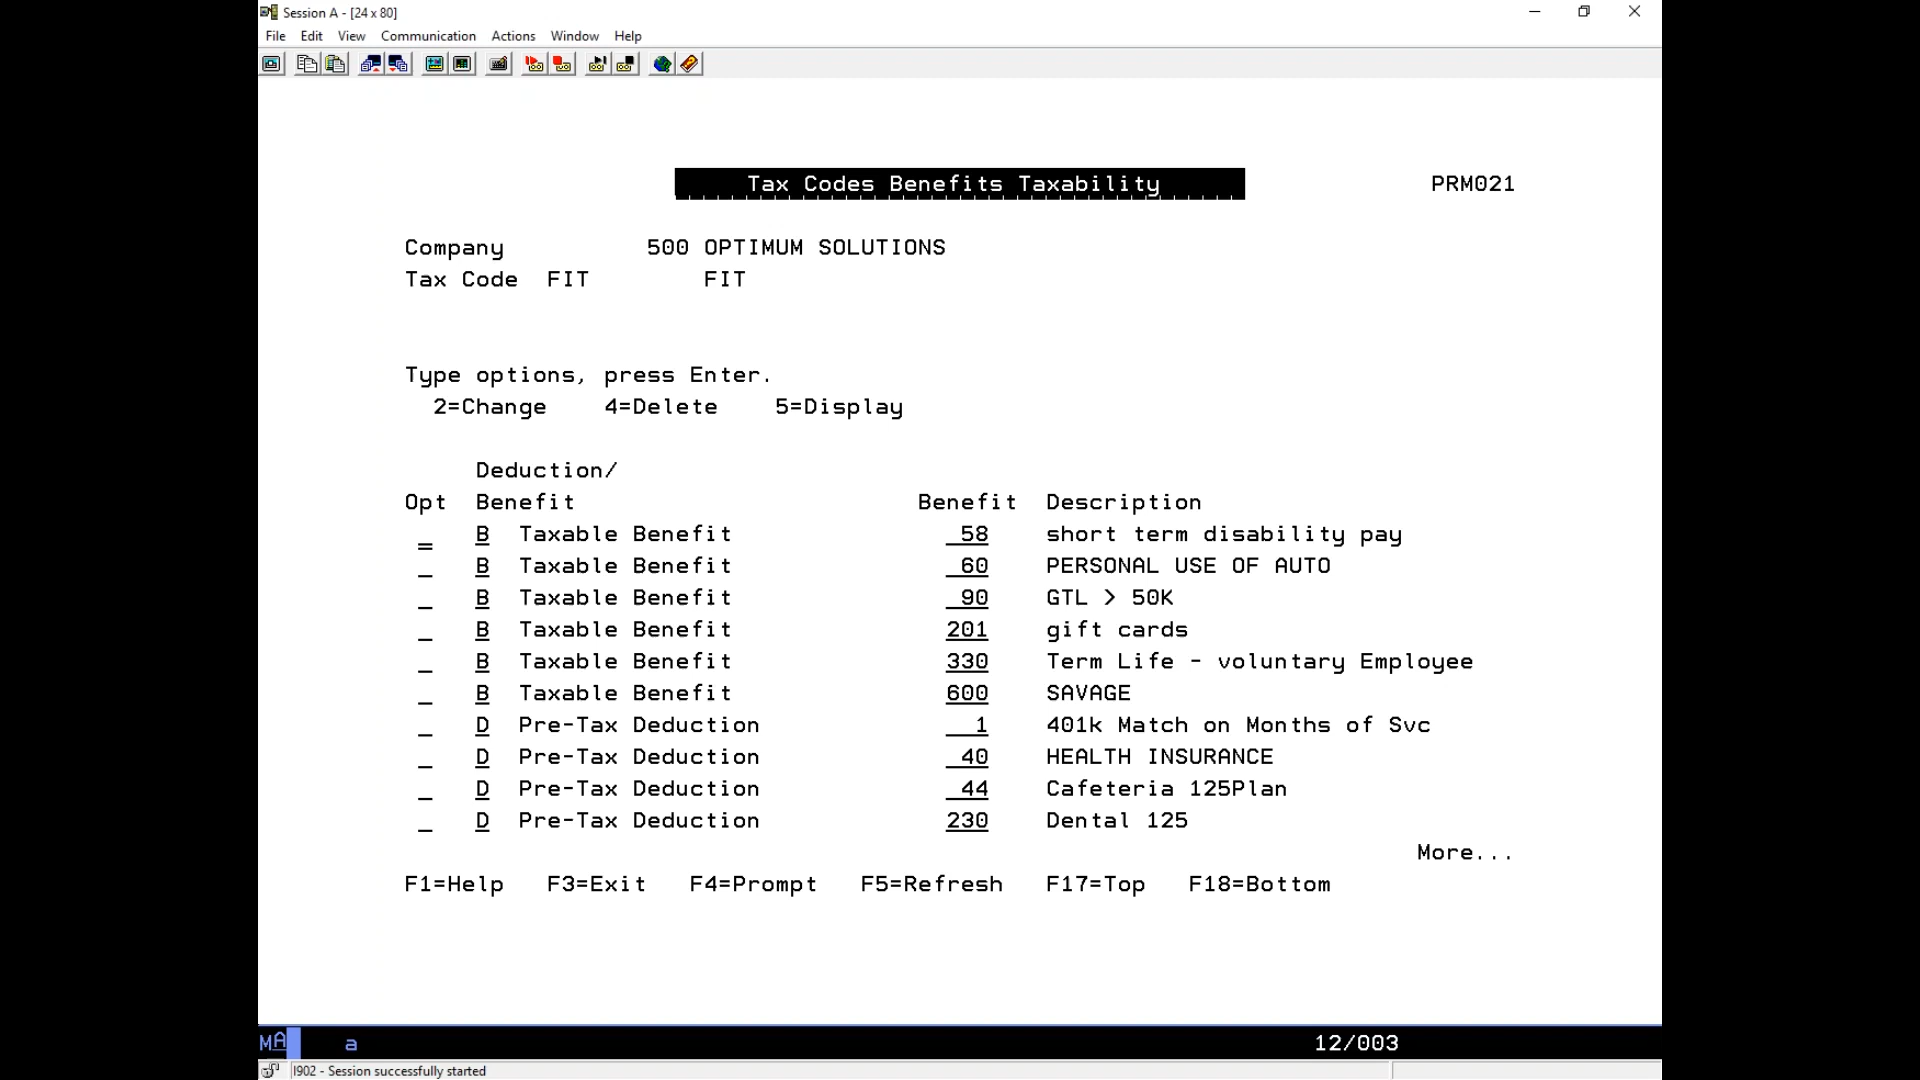 Session A - [24 x 80]
File Edit View Communication Actions Window Help
Tax Codes Benefits Taxability PRM021
Company 500 OPTIMUM SOLUTIONS
Tax Code FIT FIT
Type options, press Enter.
2=Change 4=Delete 5=Display
Deduction/
Opt Benefit Benefit Description
_ B Taxable Benefit 58 short term disability pay
_ B Taxable Benefit 60 PERSONAL USE OF AUTO
_ B Taxable Benefit 90 GTL > 50K
_ B Taxable Benefit 201 gift cards
_ B Taxable Benefit 330 Term Life - voluntary Employee
_ B Taxable Benefit 600 SAVAGE
_ D Pre-Tax Deduction 1 401k Match on Months of Svc
_ D Pre-Tax Deduction 40 HEALTH INSURANCE
_ D Pre-Tax Deduction 44 Cafeteria 125Plan
_ D Pre-Tax Deduction 230 Dental 125
More...
F1=Help F3=Exit F4=Prompt F5=Refresh F17=Top F18=Bottom
MA a 12/003
I902 - Session successfully started